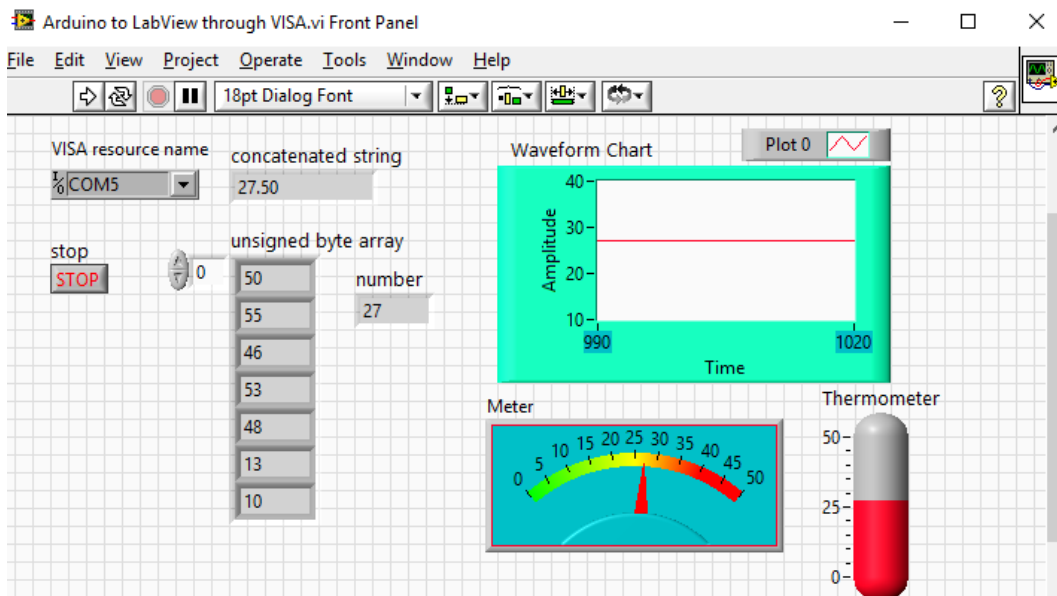 Arduino to LabView through VISA.vi Front Panel
File Edit View Project Operate Tools Window Help
18pt Dialog Font
VISA resource name
COM5
concatenated string
27.50
stop
STOP
0
unsigned byte array
50
55
46
53
48
13
10
number
27
Waveform Chart
Plot 0
Amplitude
40
30
20
10
990
1020
Time
Meter
0 5 10 15 20 25 30 35 40 45 50
Thermometer
50
25
0